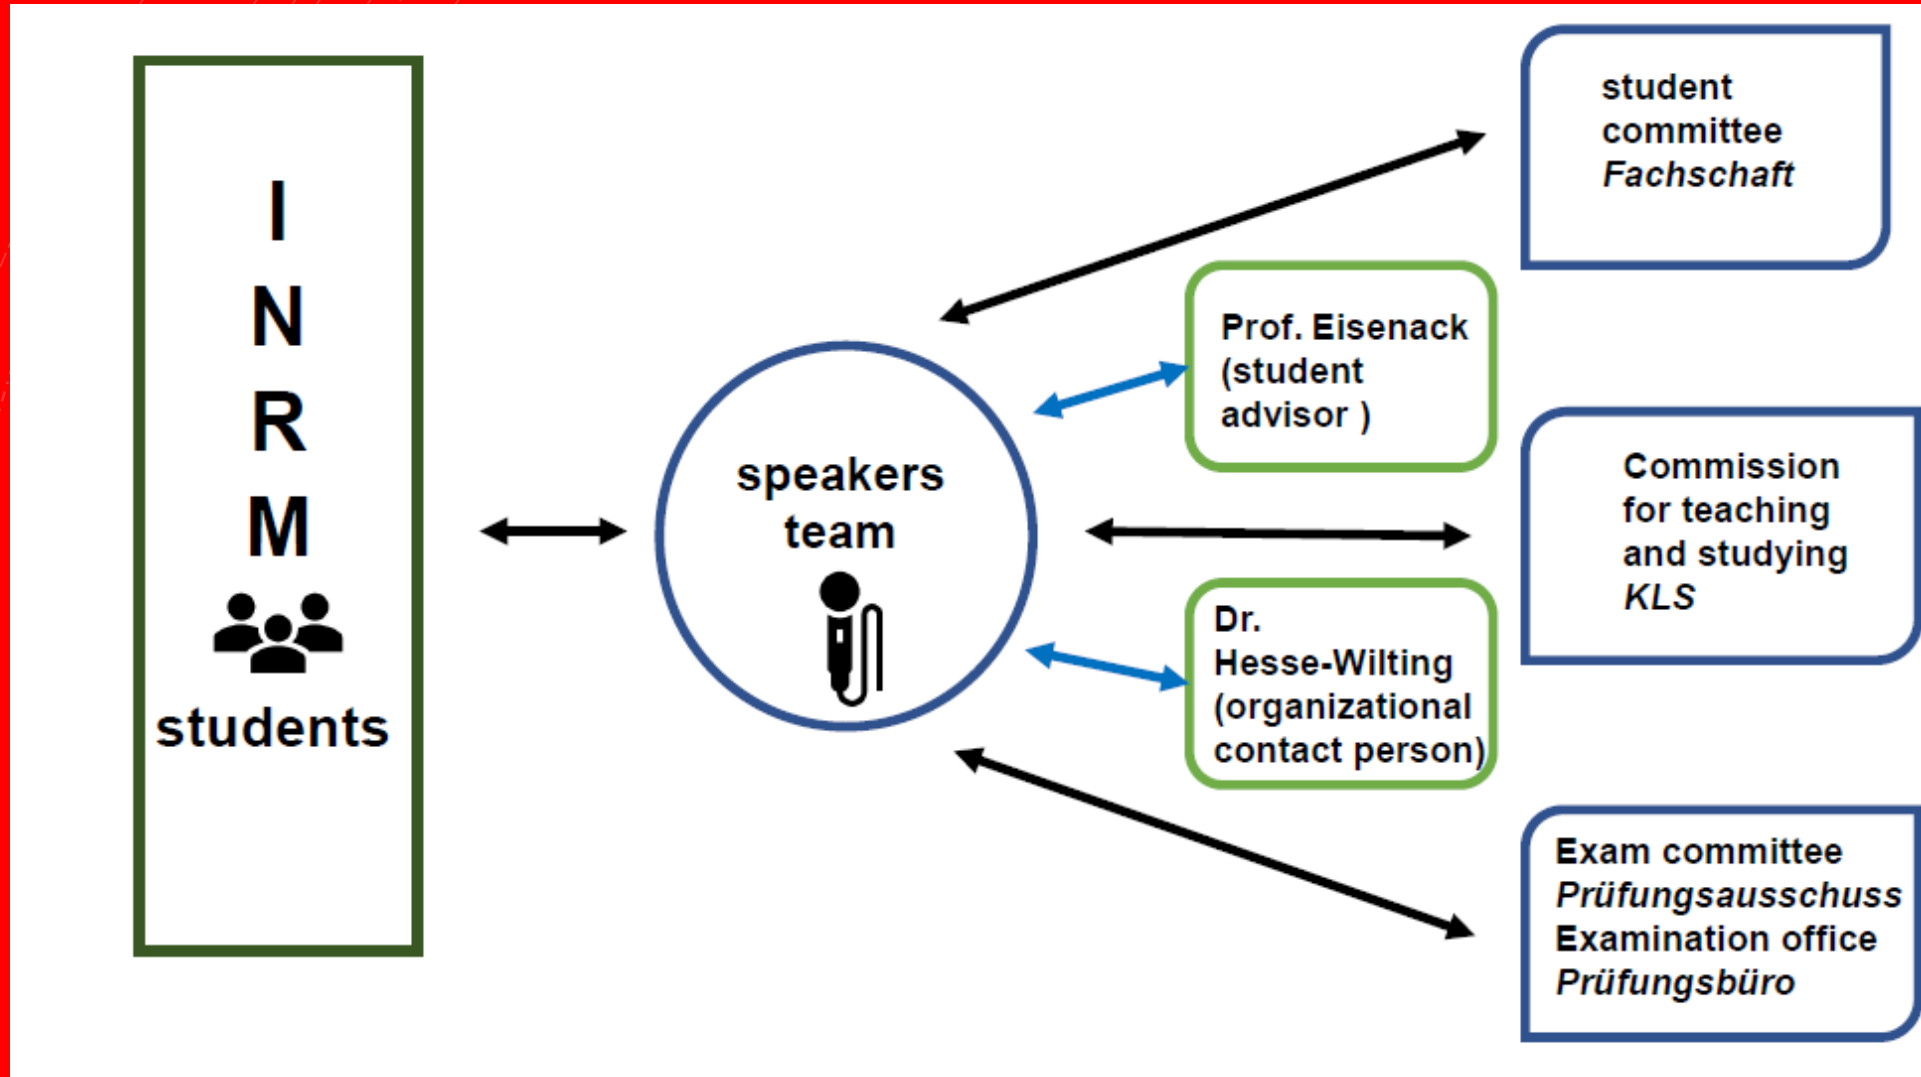 I
N
R
M
students
speakers
team
student
committee
Fachschaft
Prof. Eisenack
(student
advisor )
Commission
for teaching
and studying
KLS
Dr.
Hesse-Wilting
(organizational
contact person)
Exam committee
Prüfungsausschuss
Examination office
Prüfungsbüro